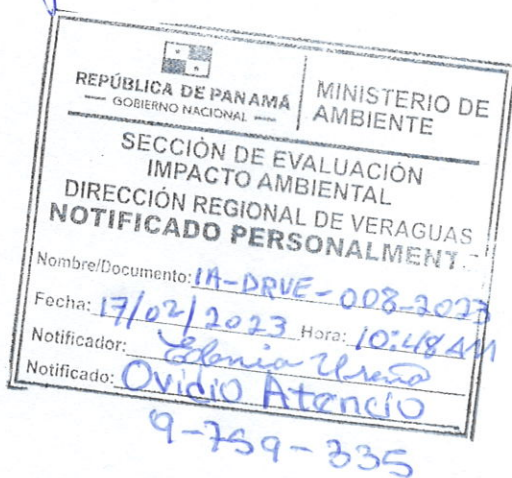 REPÚBLICA DE PANAMÁ
— GOBIERNO NACIONAL —
MINISTERIO DE
AMBIENTE
SECCIÓN DE EVALUACIÓN
IMPACTO AMBIENTAL
DIRECCIÓN REGIONAL DE VERAGUAS
NOTIFICADO PERSONALMENT
Nombre/Documento: IA-DRVE-008-2023
Fecha: 17/02/2023 Hora: 10:48 AM
Notificador:
Notificado: Ovidio Atencio
9-759-335